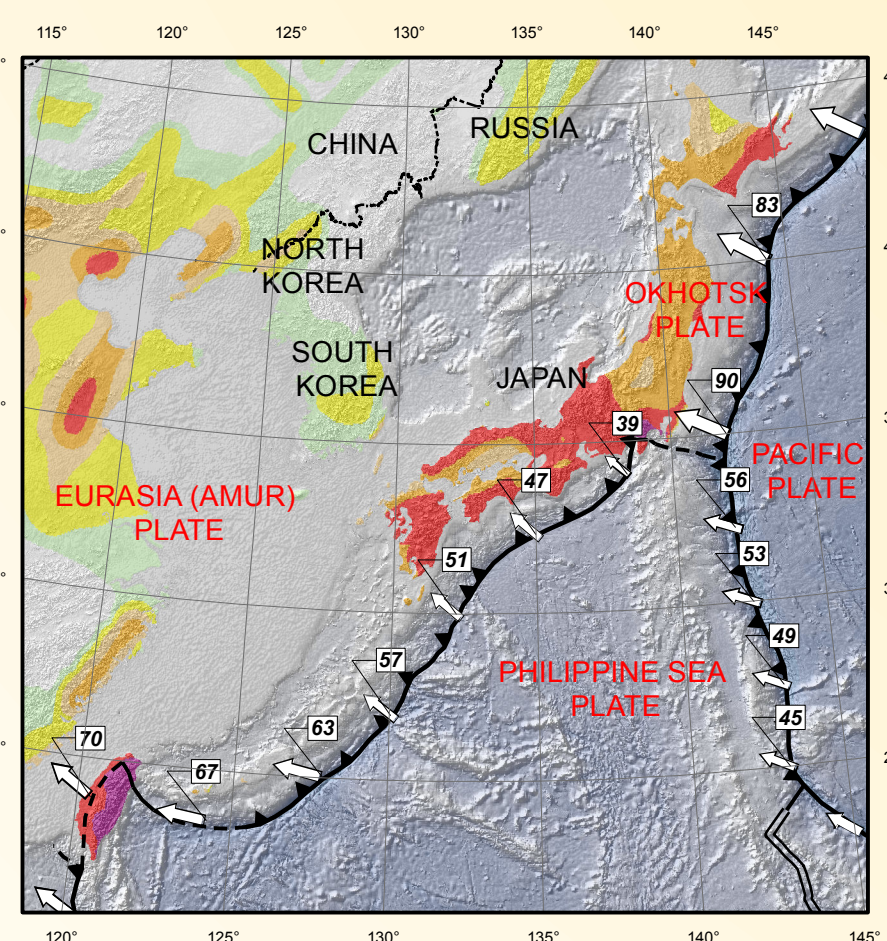 115° 120° 125° 130° 135° 140° 145°
RUSSIA
CHINA
83
NORTH
KOREA
OKHOTSK
PLATE
SOUTH
KOREA
JAPAN
90
39
PACIFIC
PLATE
47
56
EURASIA (AMUR)
PLATE
53
51
49
57
PHILIPPINE SEA
PLATE
45
63
70
67
120° 125° 130° 135° 140° 145°